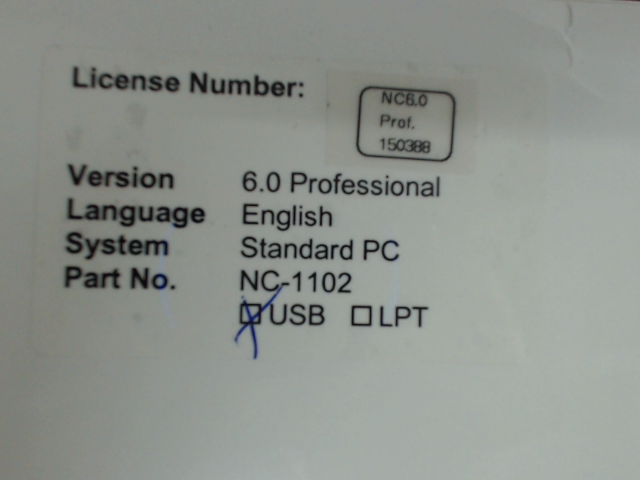 License Number:
NC6.0
Prof.
150388
Version 6.0 Professional
Language English
System Standard PC
Part No. NC-1102
USB LPT